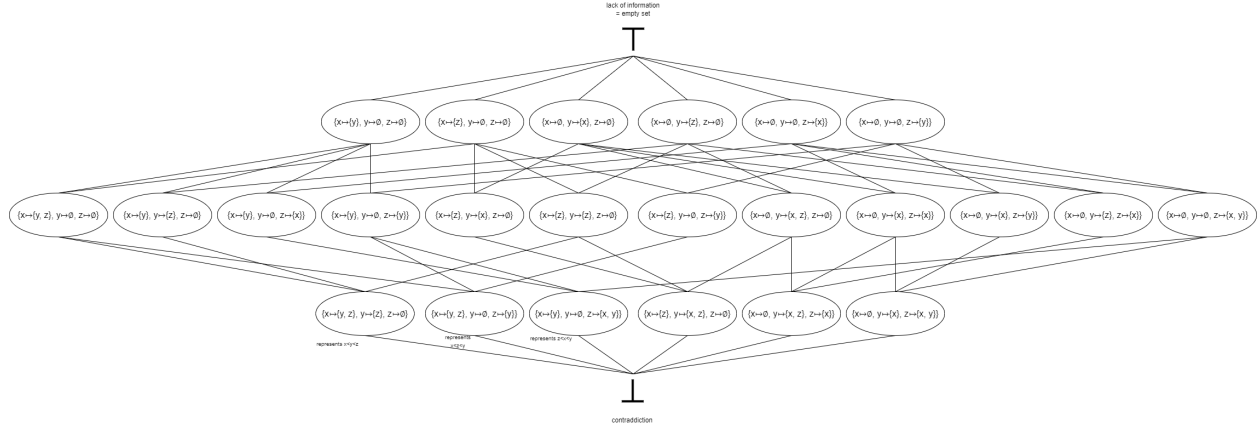 lack of information
= empty set
{x↦{y}, y↦∅, z↦∅}
{x↦{z}, y↦∅, z↦∅}
{x↦∅, y↦{x}, z↦∅}
{x↦∅, y↦{z}, z↦∅}
{x↦∅, y↦∅, z↦{x}}
{x↦∅, y↦∅, z↦{y}}
{x↦{y, z}, y↦∅, z↦∅}
{x↦{y}, y↦{z}, z↦∅}
{x↦{y}, y↦∅, z↦{x}}
{x↦{y}, y↦∅, z↦{y}}
{x↦{z}, y↦{x}, z↦∅}
{x↦{z}, y↦{z}, z↦∅}
{x↦{z}, y↦∅, z↦{y}}
{x↦∅, y↦{x, z}, z↦∅}
{x↦∅, y↦{x}, z↦{x}}
{x↦∅, y↦{x}, z↦{y}}
{x↦∅, y↦{z}, z↦{x}}
{x↦∅, y↦∅, z↦{x, y}}
{x↦{y, z}, y↦{z}, z↦∅}
{x↦{y, z}, y↦∅, z↦{y}}
{x↦{y}, y↦∅, z↦{x, y}}
{x↦{z}, y↦{x, z}, z↦∅}
{x↦∅, y↦{x, z}, z↦{x}}
{x↦∅, y↦{x}, z↦{x, y}}
represents x<y<z
represents
x<z<y
represents z<x<y
contraddiction